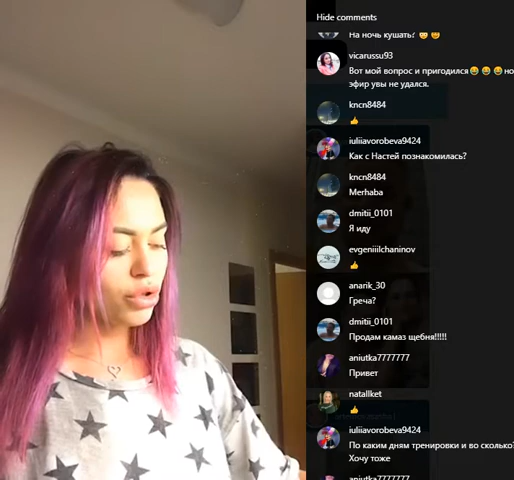 Hide comments
На ночь кушать?
vicarussu93
Вот мой вопрос и пригодился😂😂😂но
эфир увы не удался.
kncn8484
👍
iuliiavorobeva9424
Как с Настей познакомилась?
kncn8484
Merhaba
dmitii_0101
Я иду
evgeniiilchaninov
👍
anarik_30
Греча?
dmitii_0101
Продам камаз щебня!!!!!
aniutka7777777
Привет
natallket
👍
iuliiavorobeva9424
По каким дням тренировки и во сколько?
Хочу тоже
aniutka7777777